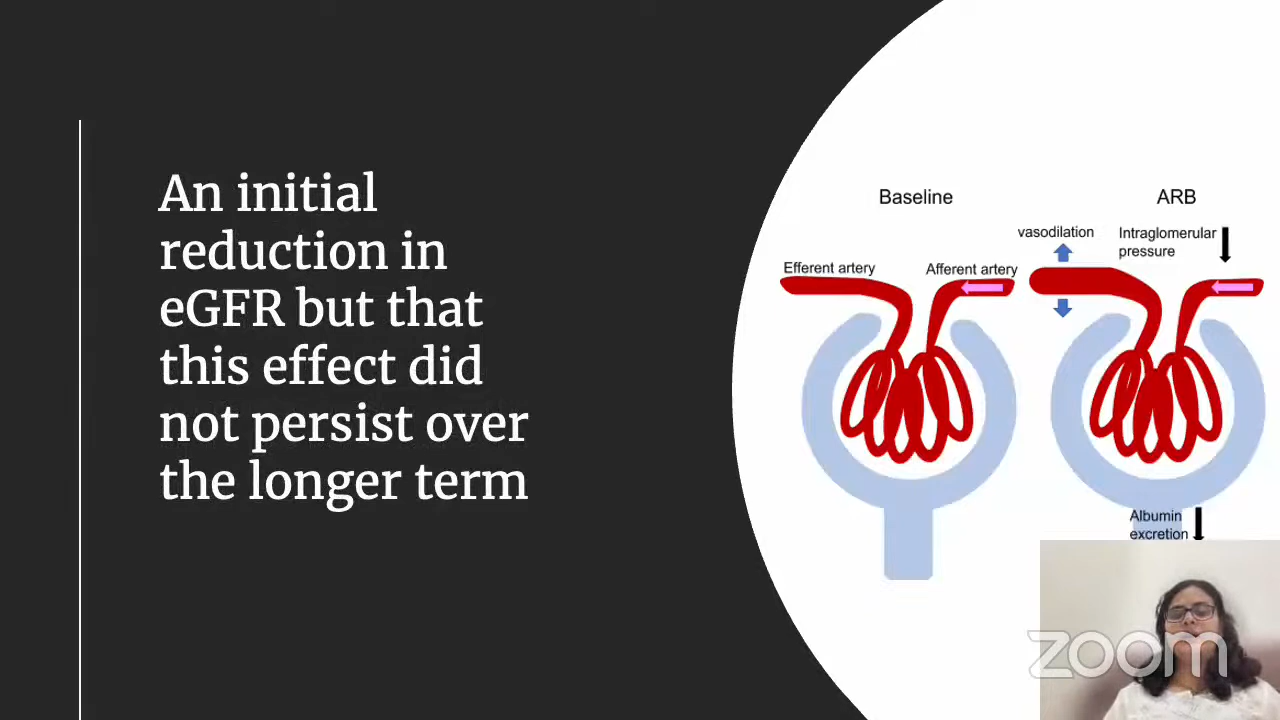 An initial
reduction in
eGFR but that
this effect did
not persist over
the longer term
Baseline
Efferent artery
Afferent artery
ARB
vasodilation
Intraglomerular
pressure
Albumin
excretion
zoom